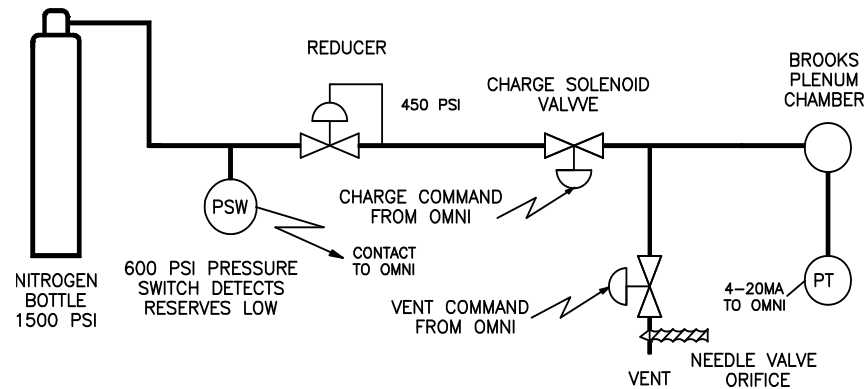 REDUCER
450 PSI
CHARGE SOLENOID
VALVVE
BROOKS
PLENUM
CHAMBER
PSW
CHARGE COMMAND
FROM OMNI
CONTACT
TO OMNI
NITROGEN
BOTTLE
1500 PSI
600 PSI PRESSURE
SWITCH DETECTS
RESERVES LOW
VENT COMMAND
FROM OMNI
4-20MA
TO OMNI
PT
VENT
NEEDLE VALVE
ORIFICE